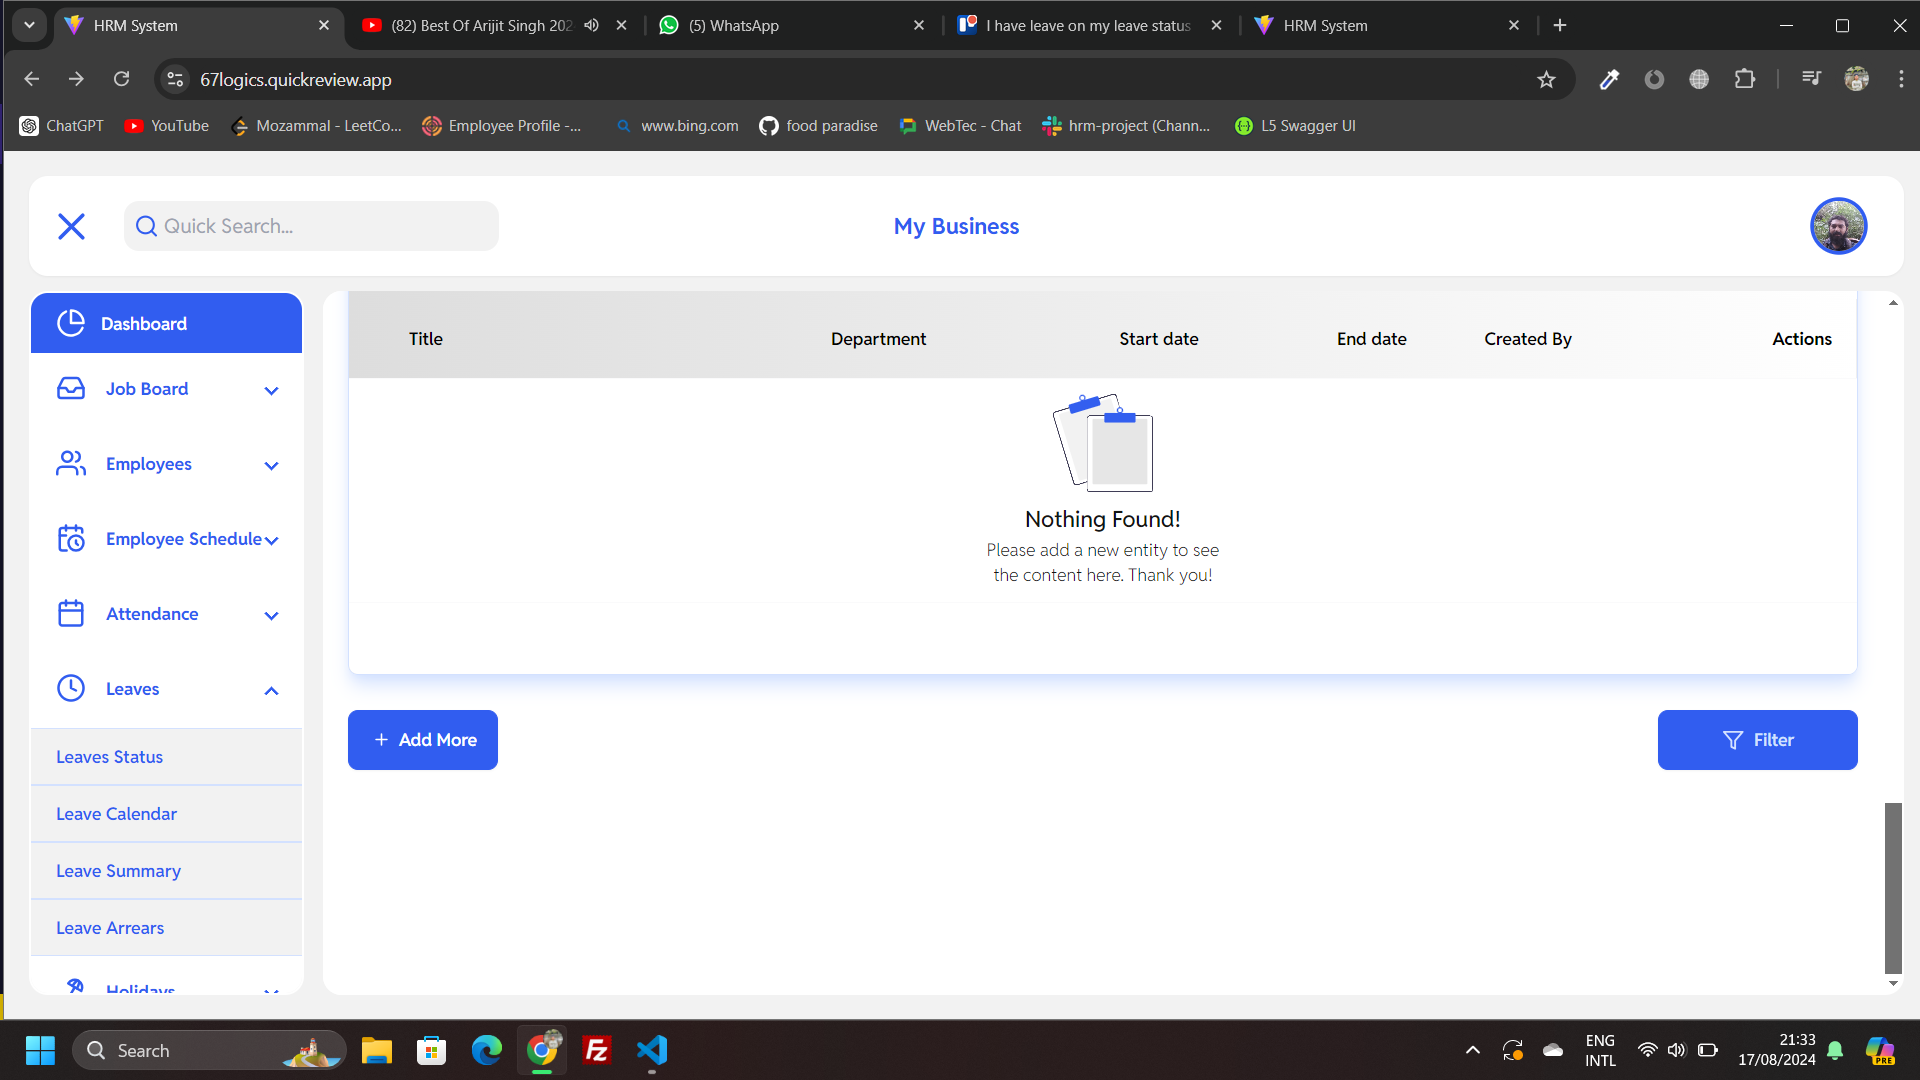 HRM System
(82) Best Of Arijit Singh 202
(5) WhatsApp
I have leave on my leave status
HRM System
67logics.quickreview.app
ChatGPT
YouTube
Mozammal - LeetCo...
Employee Profile -...
www.bing.com
food paradise
WebTec - Chat
hrm-project (Chann...
L5 Swagger UI
Quick Search...
My Business
Dashboard
Job Board
Employees
Employee Schedule
Attendance
Leaves
Leaves Status
Leave Calendar
Leave Summary
Leave Arrears
Holidays
Title
Department
Start date
End date
Created By
Actions
Nothing Found!
Please add a new entity to see
the content here. Thank you!
+ Add More
Filter
Search
Fz
ENG
INTL
21:33
17/08/2024
PRE